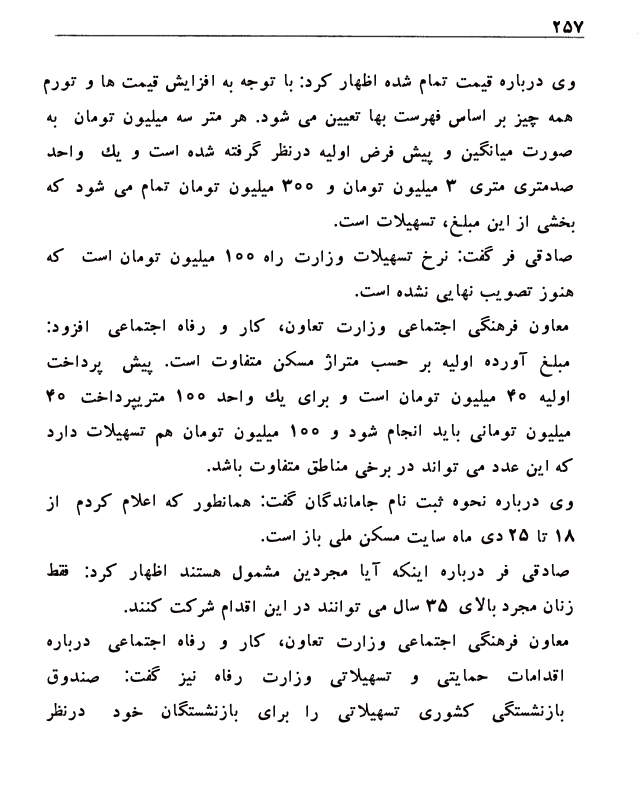 ۲۵۷
وی درباره قیمت تمام شده اظهار کرد: با توجه به افزایش قیمت ها و تورم
همه چیز بر اساس فهرست بها تعیین می شود. هر متر سه میلیون تومان به
صورت میانگین و پیش فرض اولیه درنظر گرفته شده است و یك واحد
صدمتری متری ۳ میلیون تومان و ۳۰۰ میلیون تومان تمام می شود که
بخشی از این مبلغ، تسهیلات است.
صادقی فر گفت: نرخ تسهیلات وزارت راه ۱۰۰ میلیون تومان است که
هنوز تصویب نهایی نشده است.
معاون فرهنگی اجتماعی وزارت تعاون، کار و رفاه اجتماعی افزود:
مبلغ آورده اولیه بر حسب متراژ مسکن متفاوت است. پیش پرداخت
اولیه ۴۰ میلیون تومان است و برای یك واحد ۱۰۰ متریپرداخت ۴۰
میلیون تومانی باید انجام شود و ۱۰۰ میلیون تومان هم تسهیلات دارد
که این عدد می تواند در برخی مناطق متفاوت باشد.
وی درباره نحوه ثبت نام جاماندگان گفت: همانطور که اعلام کردم از
۱۸ تا ۲۵ دی ماه سایت مسکن ملی باز است.
صادقی فر درباره اینکه آیا مجردین مشمول هستند اظهار کرد: فقط
زنان مجرد بالای ۳۵ سال می توانند در این اقدام شرکت کنند.
معاون فرهنگی اجتماعی وزارت تعاون، کار و رفاه اجتماعی درباره
اقدامات حمایتی و تسهیلاتی وزارت رفاه نیز گفت: صندوق
بازنشستگی کشوری تسهیلاتی را برای بازنشستگان خود درنظر